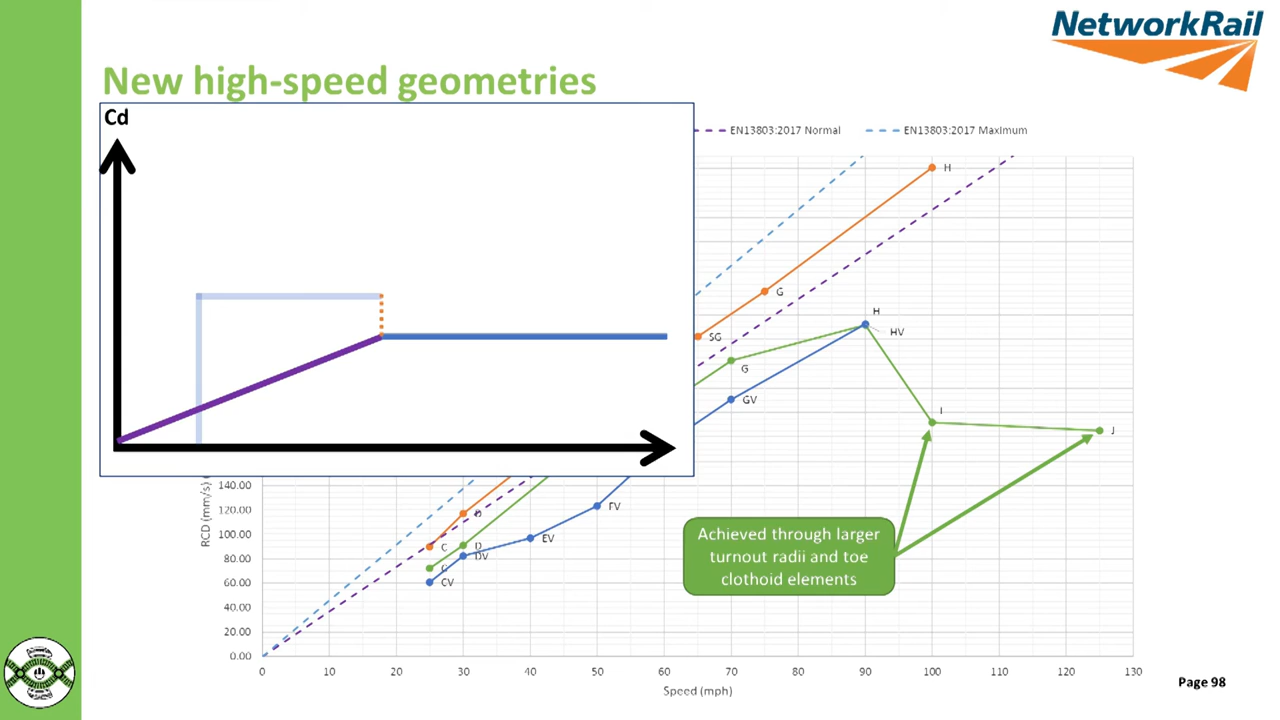 NetworkRail
New high-speed geometries
Cd
EN13803:2017 Normal
EN13803:2017 Maximum
H
G
SG
H
HV
G
GV
I
J
140.00
120.00
100.00
80.00
60.00
40.00
20.00
0.00
RCD (mm/s)
D
C
D
DV
C
CV
EV
FV
Achieved through larger
turnout radii and toe
clothoid elements
0 10 20 30 40 50 60 70 80 90 100 110 120 130
Speed (mph)
Page 98